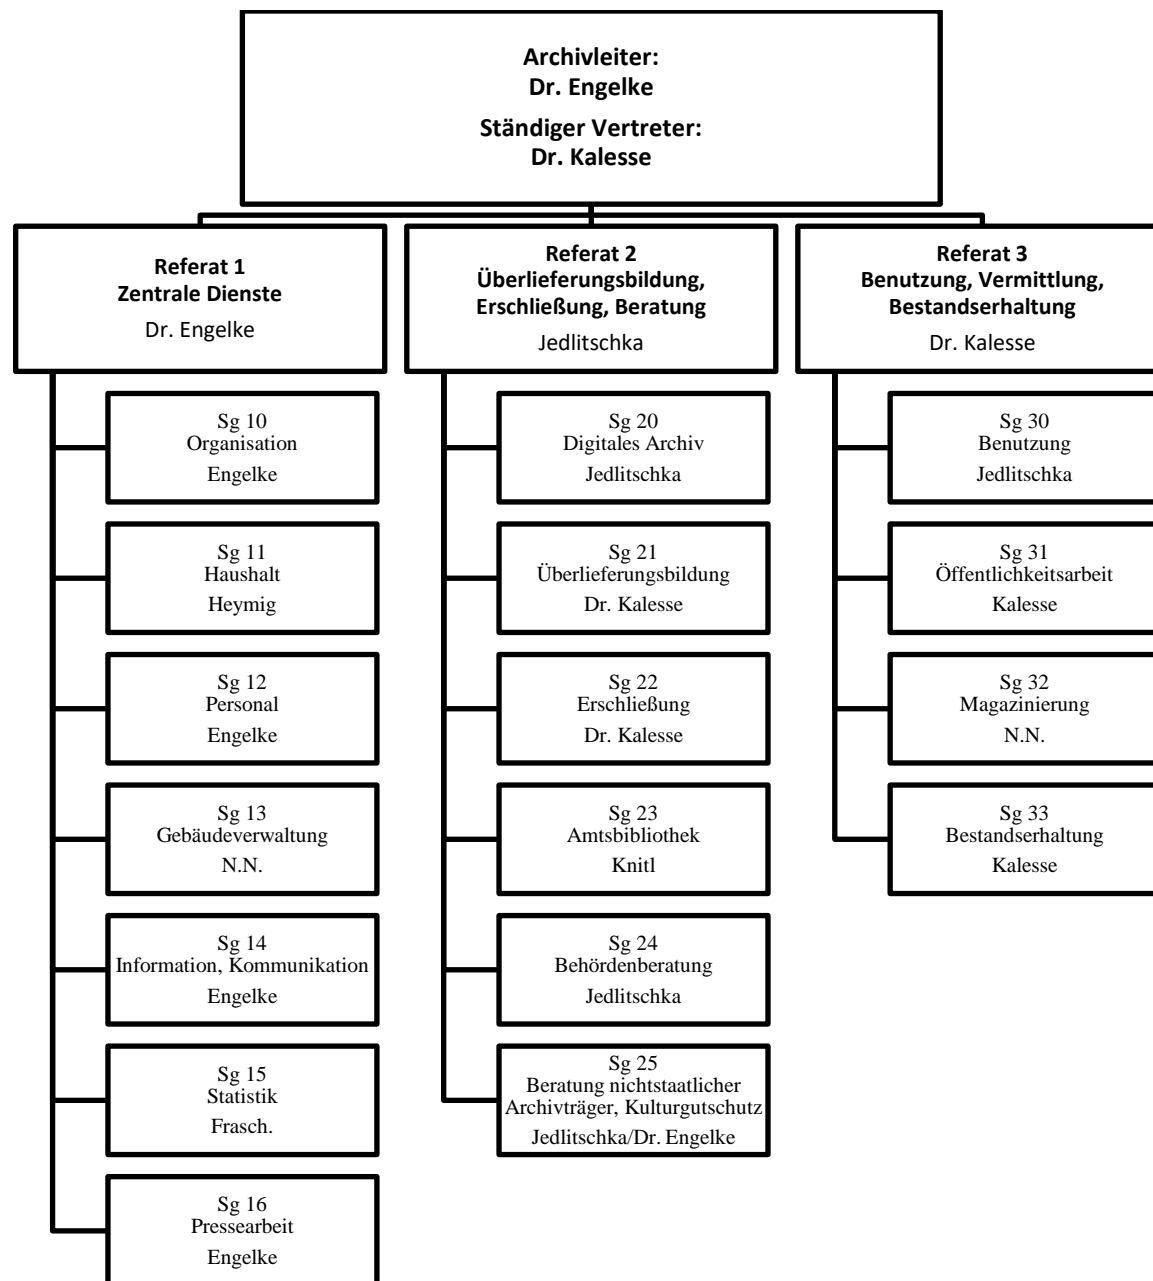 Archivleiter:
Dr. Engelke
Ständiger Vertreter:
Dr. Kalesse
Referat 1
Zentrale Dienste
Dr. Engelke
Sg 10
Organisation
Engelke
Sg 11
Haushalt
Heymig
Sg 12
Personal
Engelke
Sg 13
Gebäudeverwaltung
N.N.
Sg 14
Information, Kommunikation
Engelke
Sg 15
Statistik
Frasch.
Sg 16
Pressearbeit
Engelke
Referat 2
Überlieferungsbildung,
Erschließung, Beratung
Jedlitschka
Sg 20
Digitales Archiv
Jedlitschka
Sg 21
Überlieferungsbildung
Dr. Kalesse
Sg 22
Erschließung
Dr. Kalesse
Sg 23
Amtsbibliothek
Knitl
Sg 24
Behördenberatung
Jedlitschka
Sg 25
Beratung nichtstaatlicher
Archivträger, Kulturgutschutz
Jedlitschka/Dr. Engelke
Referat 3
Benutzung, Vermittlung,
Bestandserhaltung
Dr. Kalesse
Sg 30
Benutzung
Jedlitschka
Sg 31
Öffentlichkeitsarbeit
Kalesse
Sg 32
Magazinierung
N.N.
Sg 33
Bestandserhaltung
Kalesse